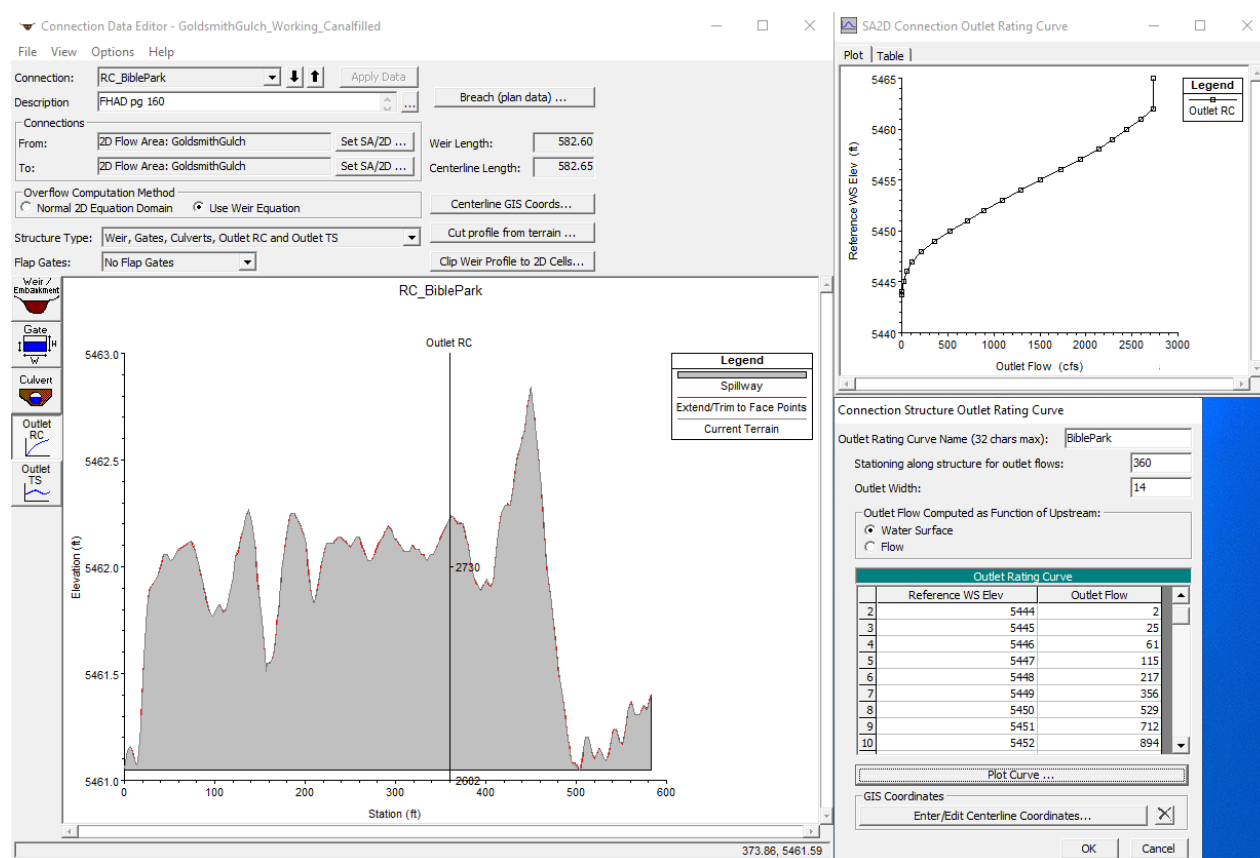 Connection Data Editor - GoldsmithGulch_Working_Canalfilled
File View Options Help
Connection: RC_BiblePark Apply Data
Description FHAD pg 160 ... Breach (plan data) ...
Connections
From: 2D Flow Area: GoldsmithGulch Set SA/2D ... Weir Length: 582.60
To: 2D Flow Area: GoldsmithGulch Set SA/2D ... Centerline Length: 582.65
Overflow Computation Method
Normal 2D Equation Domain Use Weir Equation Centerline GIS Coords...
Structure Type: Weir, Gates, Culverts, Outlet RC and Outlet TS Cut profile from terrain ...
Flap Gates: No Flap Gates Clip Weir Profile to 2D Cells...
Weir /
Embankment
Gate
H
W
Culvert
Outlet
RC
Outlet
TS
RC_BiblePark
Outlet RC
Legend
Spillway
Extend/Trim to Face Points
Current Terrain
5463.0
5462.5
5462.0
5461.5
5461.0
Elevation (ft)
2730
2602
0 100 200 300 400 500 600
Station (ft)
373.86, 5461.59
SA2D Connection Outlet Rating Curve
Plot Table
Legend
Outlet RC
5465
5460
5455
5450
5445
5440
Reference WS Elev (ft)
0 500 1000 1500 2000 2500 3000
Outlet Flow (cfs)
Connection Structure Outlet Rating Curve
Outlet Rating Curve Name (32 chars max): BiblePark
Stationing along structure for outlet flows: 360
Outlet Width: 14
Outlet Flow Computed as Function of Upstream:
Water Surface
Flow
Outlet Rating Curve
Reference WS Elev Outlet Flow
2 5444 2
3 5445 25
4 5446 61
5 5447 115
6 5448 217
7 5449 356
8 5450 529
9 5451 712
10 5452 894
Plot Curve ...
GIS Coordinates
Enter/Edit Centerline Coordinates...
OK Cancel